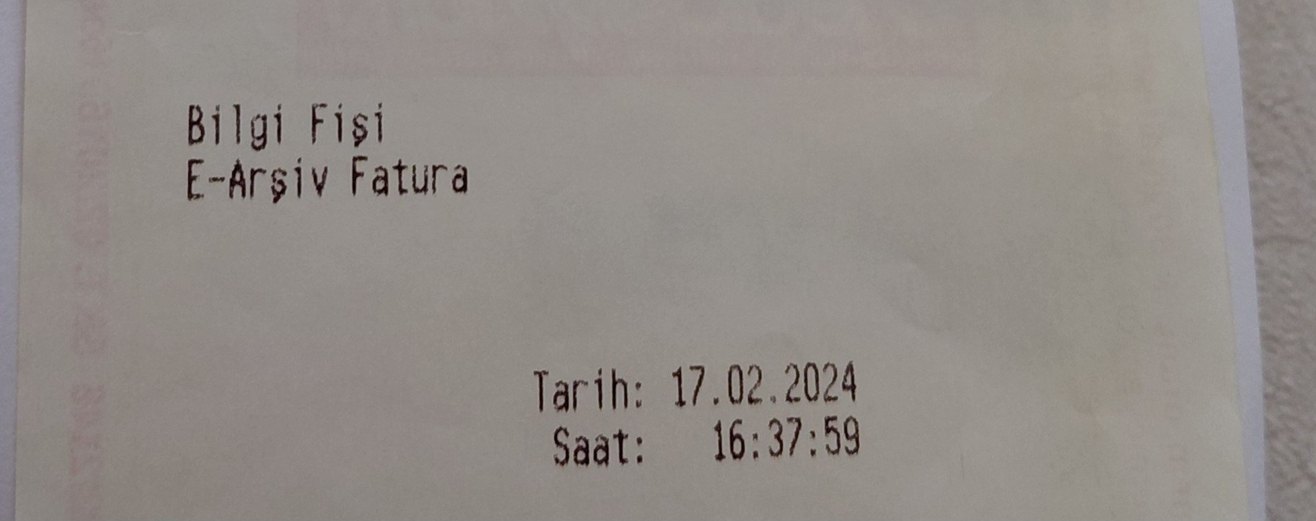 Bilgi Fişi
E-Arşiv Fatura
Tarih: 17.02.2024
Saat: 16:37:59